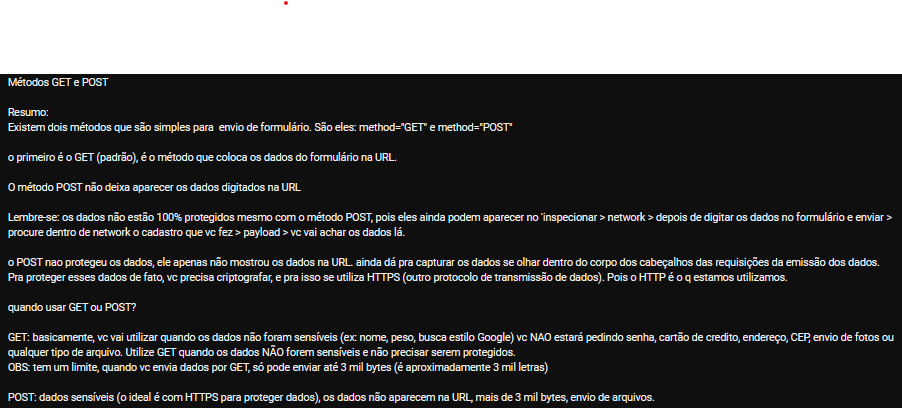 Métodos GET e POST
Resumo:
Existem dois métodos que são simples para  envio de formulário. São eles: method="GET" e method="POST"
o primeiro é o GET (padrão), é o método que coloca os dados do formulário na URL.
O método POST não deixa aparecer os dados digitados na URL
Lembre-se: os dados não estão 100% protegidos mesmo com o método POST, pois eles ainda podem aparecer no 'inspecionar > network > depois de digitar os dados no formulário e enviar >
procure dentro de network o cadastro que vc fez > payload > vc vai achar os dados lá.
o POST nao protegeu os dados, ele apenas não mostrou os dados na URL. ainda dá pra capturar os dados se olhar dentro do corpo dos cabeçalhos das requisições da emissão dos dados.
Pra proteger esses dados de fato, vc precisa criptografar, e pra isso se utiliza HTTPS (outro protocolo de transmissão de dados). Pois o HTTP é o q estamos utilizamos.
quando usar GET ou POST?
GET: basicamente, vc vai utilizar quando os dados não foram sensíveis (ex: nome, peso, busca estilo Google) vc NAO estará pedindo senha, cartão de credito, endereço, CEP, envio de fotos ou
qualquer tipo de arquivo. Utilize GET quando os dados NÃO forem sensíveis e não precisar serem protegidos.
OBS: tem um limite, quando vc envia dados por GET, só pode enviar até 3 mil bytes (é aproximadamente 3 mil letras)
POST: dados sensíveis (o ideal é com HTTPS para proteger dados), os dados não aparecem na URL, mais de 3 mil bytes, envio de arquivos.